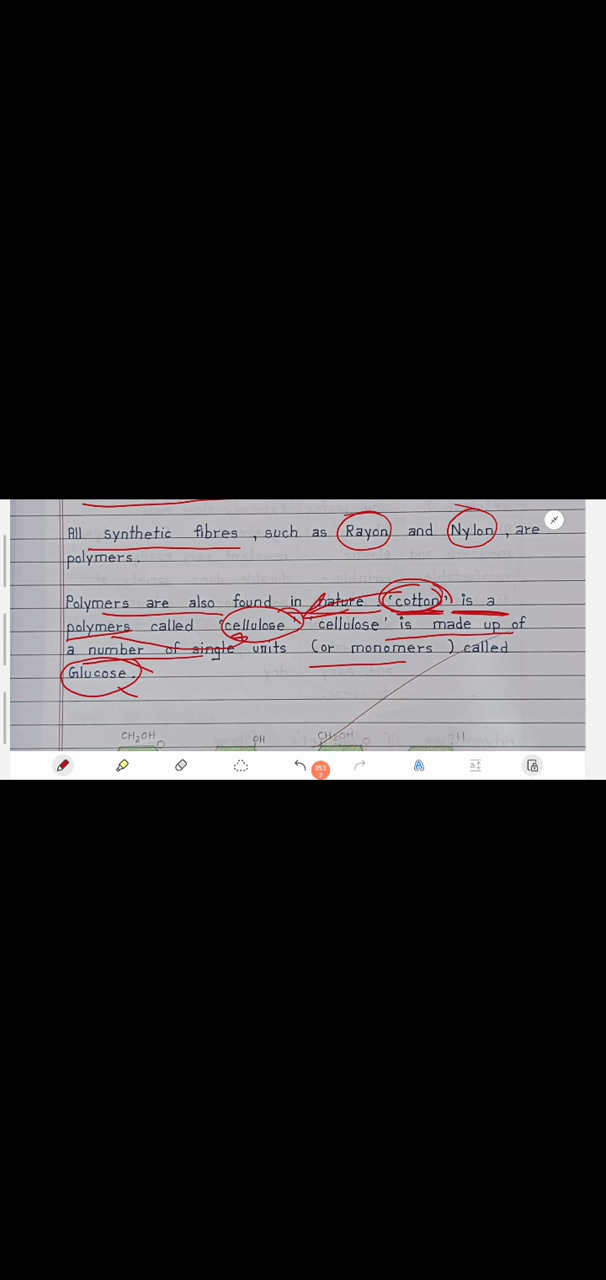 All synthetic fibres , such as Rayon and Nylon , are
polymers.
Polymers are also found in nature . 'cotton' is a
polymers called 'cellulose' 'cellulose' is made up of
a number of single units (or monomers ) called
Glucose.
CH2OH O OH CH2OH O OH